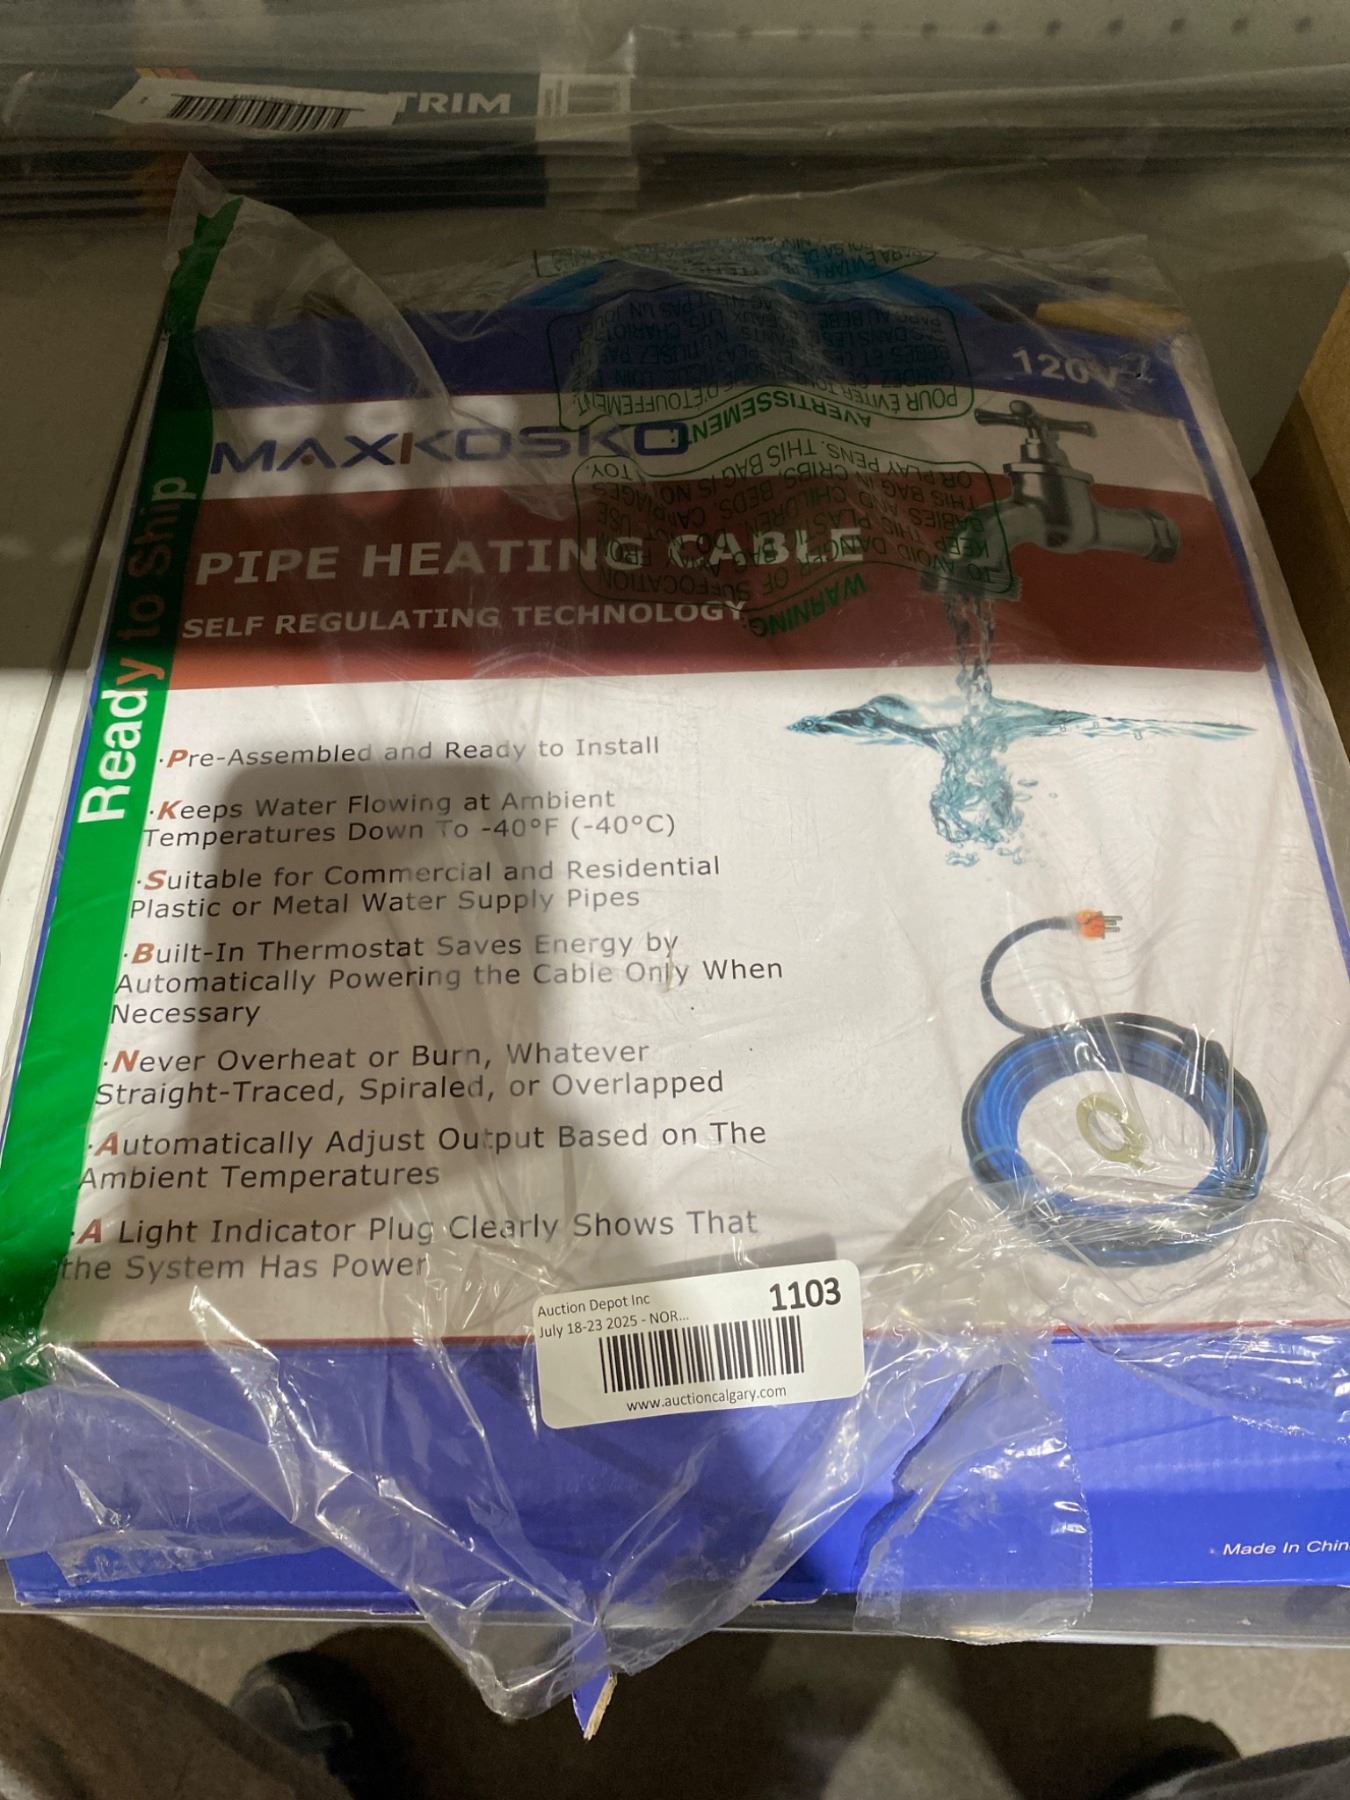 TRIM
120V
MAXKOSKO
PIPE HEATING CABLE
SELF REGULATING TECHNOLOGY
Ready to Ship
·Pre-Assembled and Ready to Install
·Keeps Water Flowing at Ambient
Temperatures Down To -40°F (-40°C)
·Suitable for Commercial and Residential
Plastic or Metal Water Supply Pipes
·Built-In Thermostat Saves Energy by
Automatically Powering the Cable Only When
Necessary
·Never Overheat or Burn, Whatever
Straight-Traced, Spiraled, or Overlapped
·Automatically Adjust Output Based on The
Ambient Temperatures
·A Light Indicator Plug Clearly Shows That
the System Has Power
Auction Depot Inc
1103
July 18-23 2025 - NOR...
www.auctioncalgary.com
Made In
WARNING:
TO AVOID DANGER OF SUFFOCATION
KEEP THIS PLASTIC BAG AWAY FROM
BABIES AND CHILDREN. DO NOT USE
THIS BAG IN CRIBS, BEDS, CARRIAGES
OR PLAY PENS. THIS BAG IS NOT
TOY.
AVERTISSEMENT:
POUR ÉVITER D'ÉTOUFFEMENT